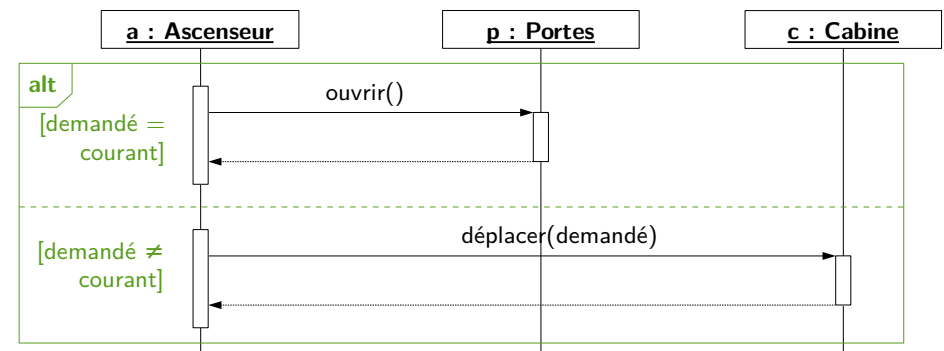 a : Ascenseur
p : Portes
c : Cabine
alt
ouvrir()
[demandé =
courant]
déplacer(demandé)
[demandé ≠
courant]